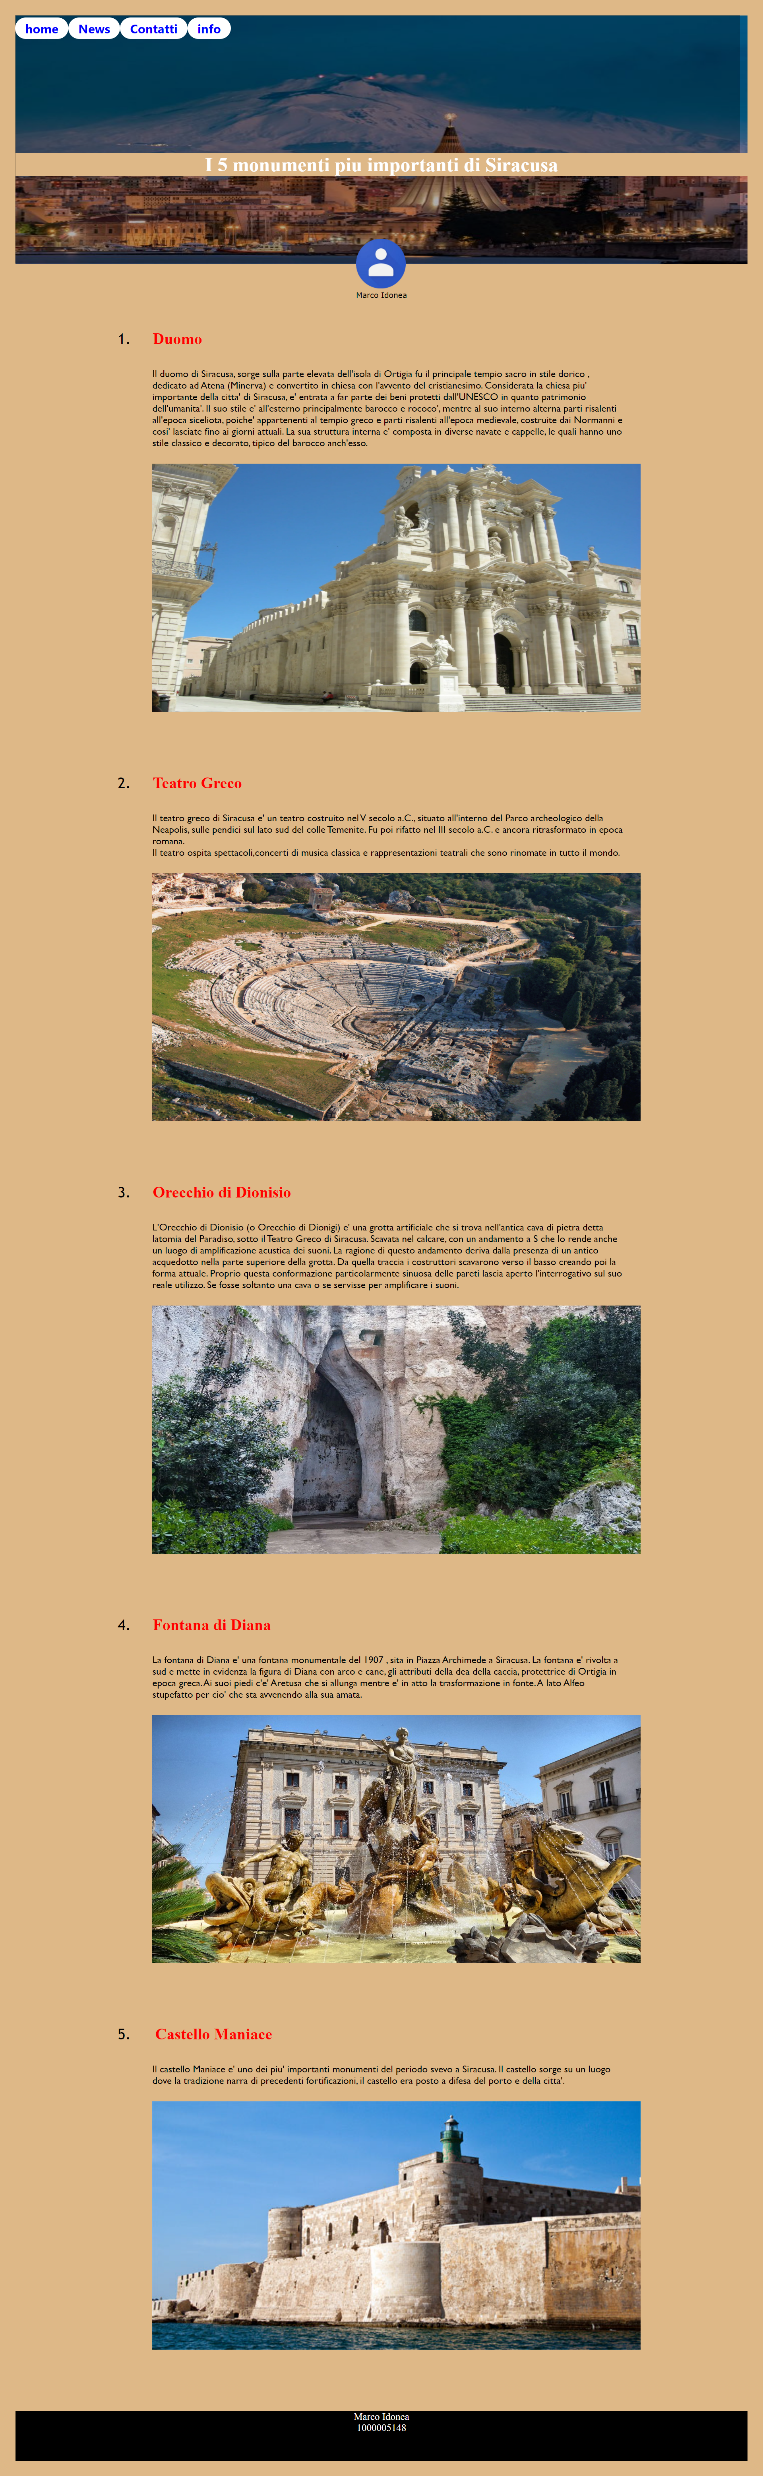 home News Contatti info
I 5 monumenti piu importanti di Siracusa
Marco Idonea
1. Duomo
Il duomo di Siracusa, sorge sulla parte elevata dell'isola di Ortigia fu il principale tempio sacro in stile dorico ,
dedicato ad Atena (Minerva) e convertito in chiesa con l'avvento del cristianesimo. Considerata la chiesa piu'
importante della citta' di Siracusa, e' entrata a far parte dei beni protetti dall'UNESCO in quanto patrimonio
dell'umanita'. Il suo stile e' all'esterno principalmente barocco e rococo', mentre al suo interno alterna parti risalenti
all'epoca siceliota, poiche' appartenenti al tempio greco e parti risalenti all'epoca medievale, costruite dai Normanni e
cosi' lasciate fino ai giorni attuali. La sua struttura interna e' composta in diverse navate e cappelle, le quali hanno uno
stile classico e decorato, tipico del barocco anch'esso.
2. Teatro Greco
Il teatro greco di Siracusa e' un teatro costruito nel V secolo a.C., situato all'interno del Parco archeologico della
Neapolis, sulle pendici sul lato sud del colle Temenite. Fu poi rifatto nel III secolo a.C. e ancora ritrasformato in epoca
romana.
Il teatro ospita spettacoli,concerti di musica classica e rappresentazioni teatrali che sono rinomate in tutto il mondo.
3. Orecchio di Dionisio
L'Orecchio di Dionisio (o Orecchio di Dionigi) e' una grotta artificiale che si trova nell'antica cava di pietra detta
latomia del Paradiso, sotto il Teatro Greco di Siracusa. Scavata nel calcare, con un andamento a S che lo rende anche
un luogo di amplificazione acustica dei suoni. La ragione di questo andamento deriva dalla presenza di un antico
acquedotto nella parte superiore della grotta. Da quella traccia i costruttori scavarono verso il basso creando poi la
forma attuale. Proprio questa conformazione particolarmente sinuosa delle pareti lascia aperto l'interrogativo sul suo
reale utilizzo. Se fosse soltanto una cava o se servisse per amplificare i suoni.
4. Fontana di Diana
La fontana di Diana e' una fontana monumentale del 1907 , sita in Piazza Archimede a Siracusa. La fontana e' rivolta a
sud e mette in evidenza la figura di Diana con arco e cane, gli attributi della dea della caccia, protettrice di Ortigia in
epoca greca. Ai suoi piedi c'e' Aretusa che si allunga mentre e' in atto la trasformazione in fonte. A lato Alfeo
stupefatto per cio' che sta avvenendo alla sua amata.
5. Castello Maniace
Il castello Maniace e' uno dei piu' importanti monumenti del periodo svevo a Siracusa. Il castello sorge su un luogo
dove la tradizione narra di precedenti fortificazioni, il castello era posto a difesa del porto e della citta'.
Marco Idonea
1000005148